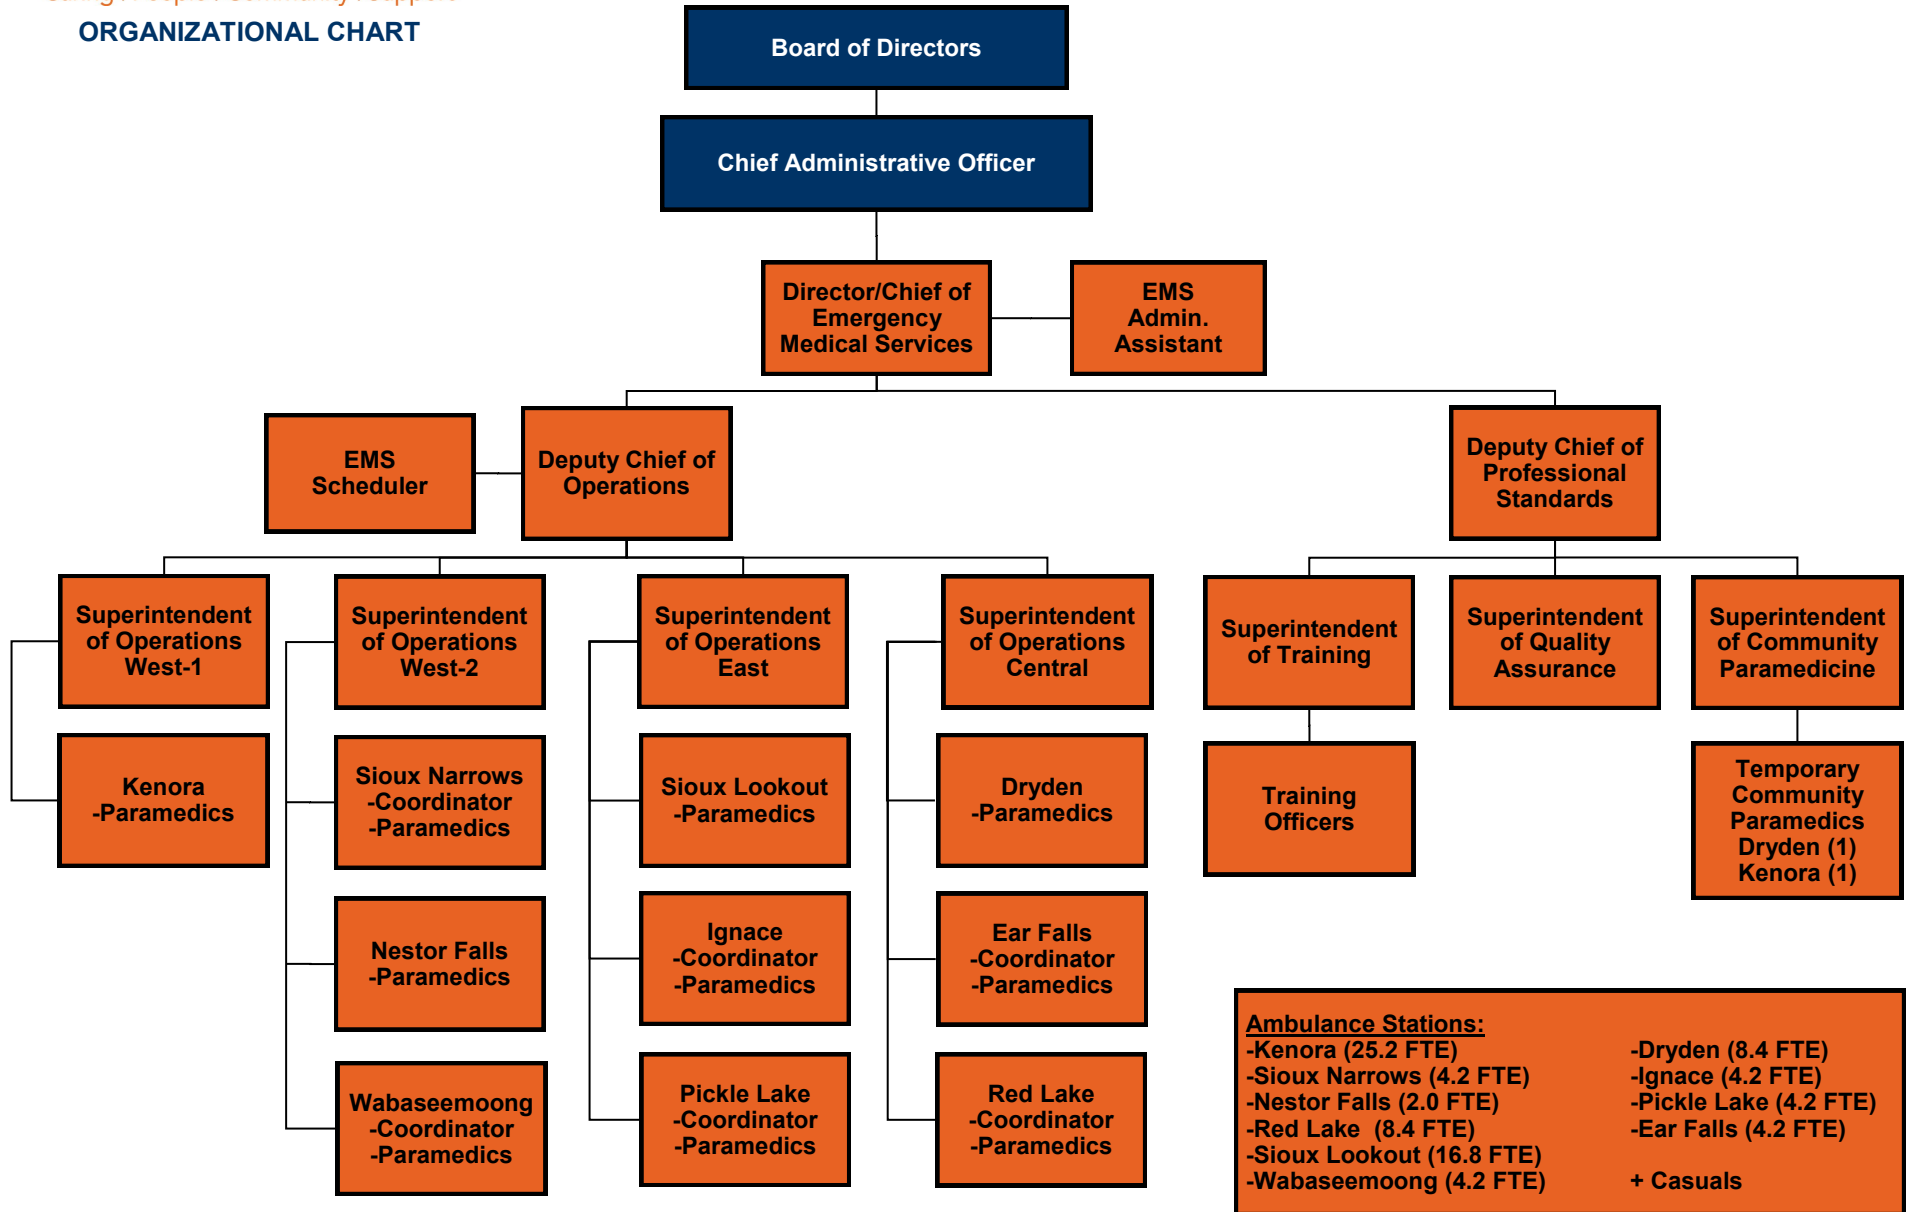 ORGANIZATIONAL CHART
Board of Directors
Chief Administrative Officer
Director/Chief of
Emergency
Medical Services
EMS
Admin.
Assistant
EMS
Scheduler
Deputy Chief of
Operations
Deputy Chief of
Professional
Standards
Superintendent
of Operations
West-1
Superintendent
of Operations
West-2
Superintendent
of Operations
East
Superintendent
of Operations
Central
Superintendent
of Training
Superintendent
of Quality
Assurance
Superintendent
of Community
Paramedicine
Kenora
-Paramedics
Sioux Narrows
-Coordinator
-Paramedics
Sioux Lookout
-Paramedics
Dryden
-Paramedics
Training
Officers
Temporary
Community
Paramedics
Dryden (1)
Kenora (1)
Nestor Falls
-Paramedics
Ignace
-Coordinator
-Paramedics
Ear Falls
-Coordinator
-Paramedics
Wabaseemoong
-Coordinator
-Paramedics
Pickle Lake
-Coordinator
-Paramedics
Red Lake
-Coordinator
-Paramedics
Ambulance Stations:
-Kenora (25.2 FTE)
-Sioux Narrows (4.2 FTE)
-Nestor Falls (2.0 FTE)
-Red Lake (8.4 FTE)
-Sioux Lookout (16.8 FTE)
-Wabaseemoong (4.2 FTE)
-Dryden (8.4 FTE)
-Ignace (4.2 FTE)
-Pickle Lake (4.2 FTE)
-Ear Falls (4.2 FTE)
+ Casuals